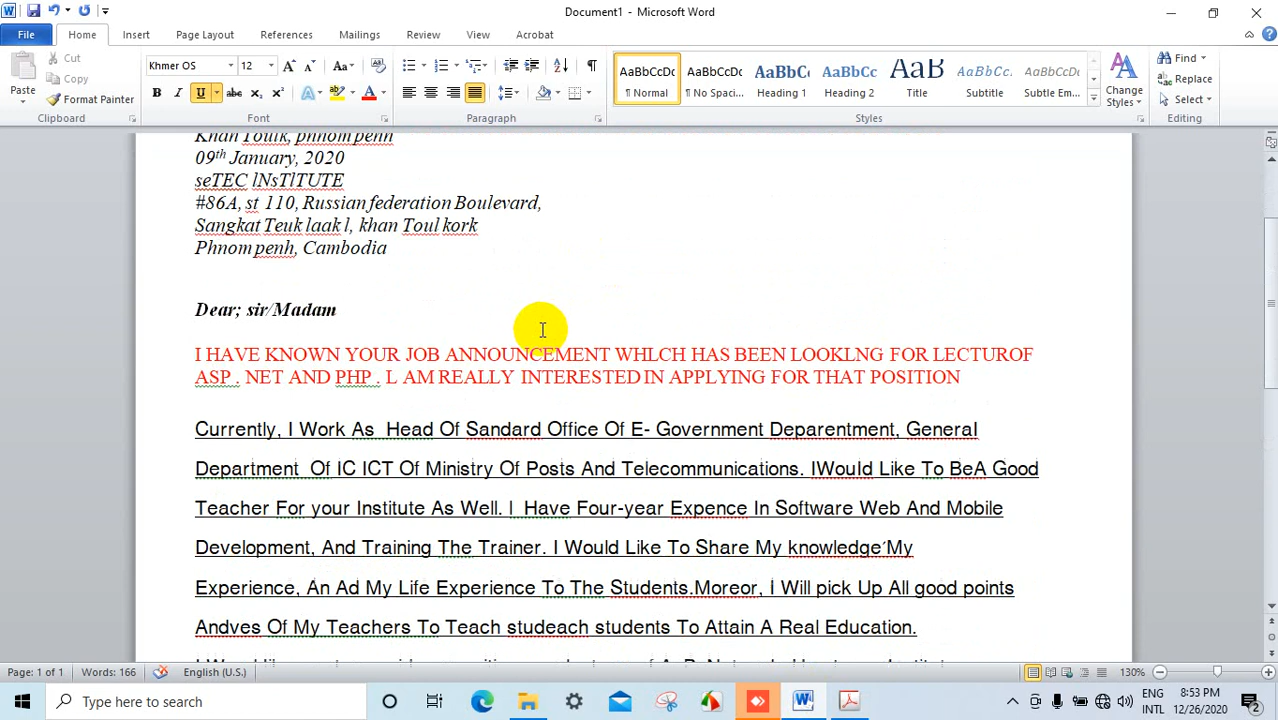 Document1 - Microsoft Word
File Home Insert Page Layout References Mailings Review View Acrobat
Cut
Copy
Paste
Format Painter
Clipboard
Khmer OS 12
Font
Paragraph
AaBbCcDc AaBbCcDc AaBbC AaBbCc AaB AaBbCcL AaBbCcDc
¶ Normal ¶ No Spaci... Heading 1 Heading 2 Title Subtitle Subtle Em...
Styles
Change Styles
Find
Replace
Select
Editing
Khan Toulk, phnom penh
09th January, 2020
seTEC lNsTlTUTE
#86A, st 110, Russian federation Boulevard,
Sangkat Teuk laak l, khan Toul kork
Phnom penh, Cambodia
Dear; sir/Madam
I HAVE KNOWN YOUR JOB ANNOUNCEMENT WHLCH HAS BEEN LOOKLNG FOR LECTUROF
ASP . NET AND PHP . L AM REALLY INTERESTED IN APPLYING FOR THAT POSITION
Currently, I Work As Head Of Sandard Office Of E- Government Deparentment, General
Department Of IC ICT Of Ministry Of Posts And Telecommunications. IWould Like To BeA Good
Teacher For your Institute As Well. I Have Four-year Expence In Software Web And Mobile
Development, And Training The Trainer. I Would Like To Share My knowledge´My
Experience, An Ad My Life Experience To The Students.Moreor, I Will pick Up All good points
Andves Of My Teachers To Teach studeach students To Attain A Real Education.
Page: 1 of 1 Words: 166 English (U.S.) 130%
Type here to search
ENG 8:53 PM
INTL 12/26/2020 2